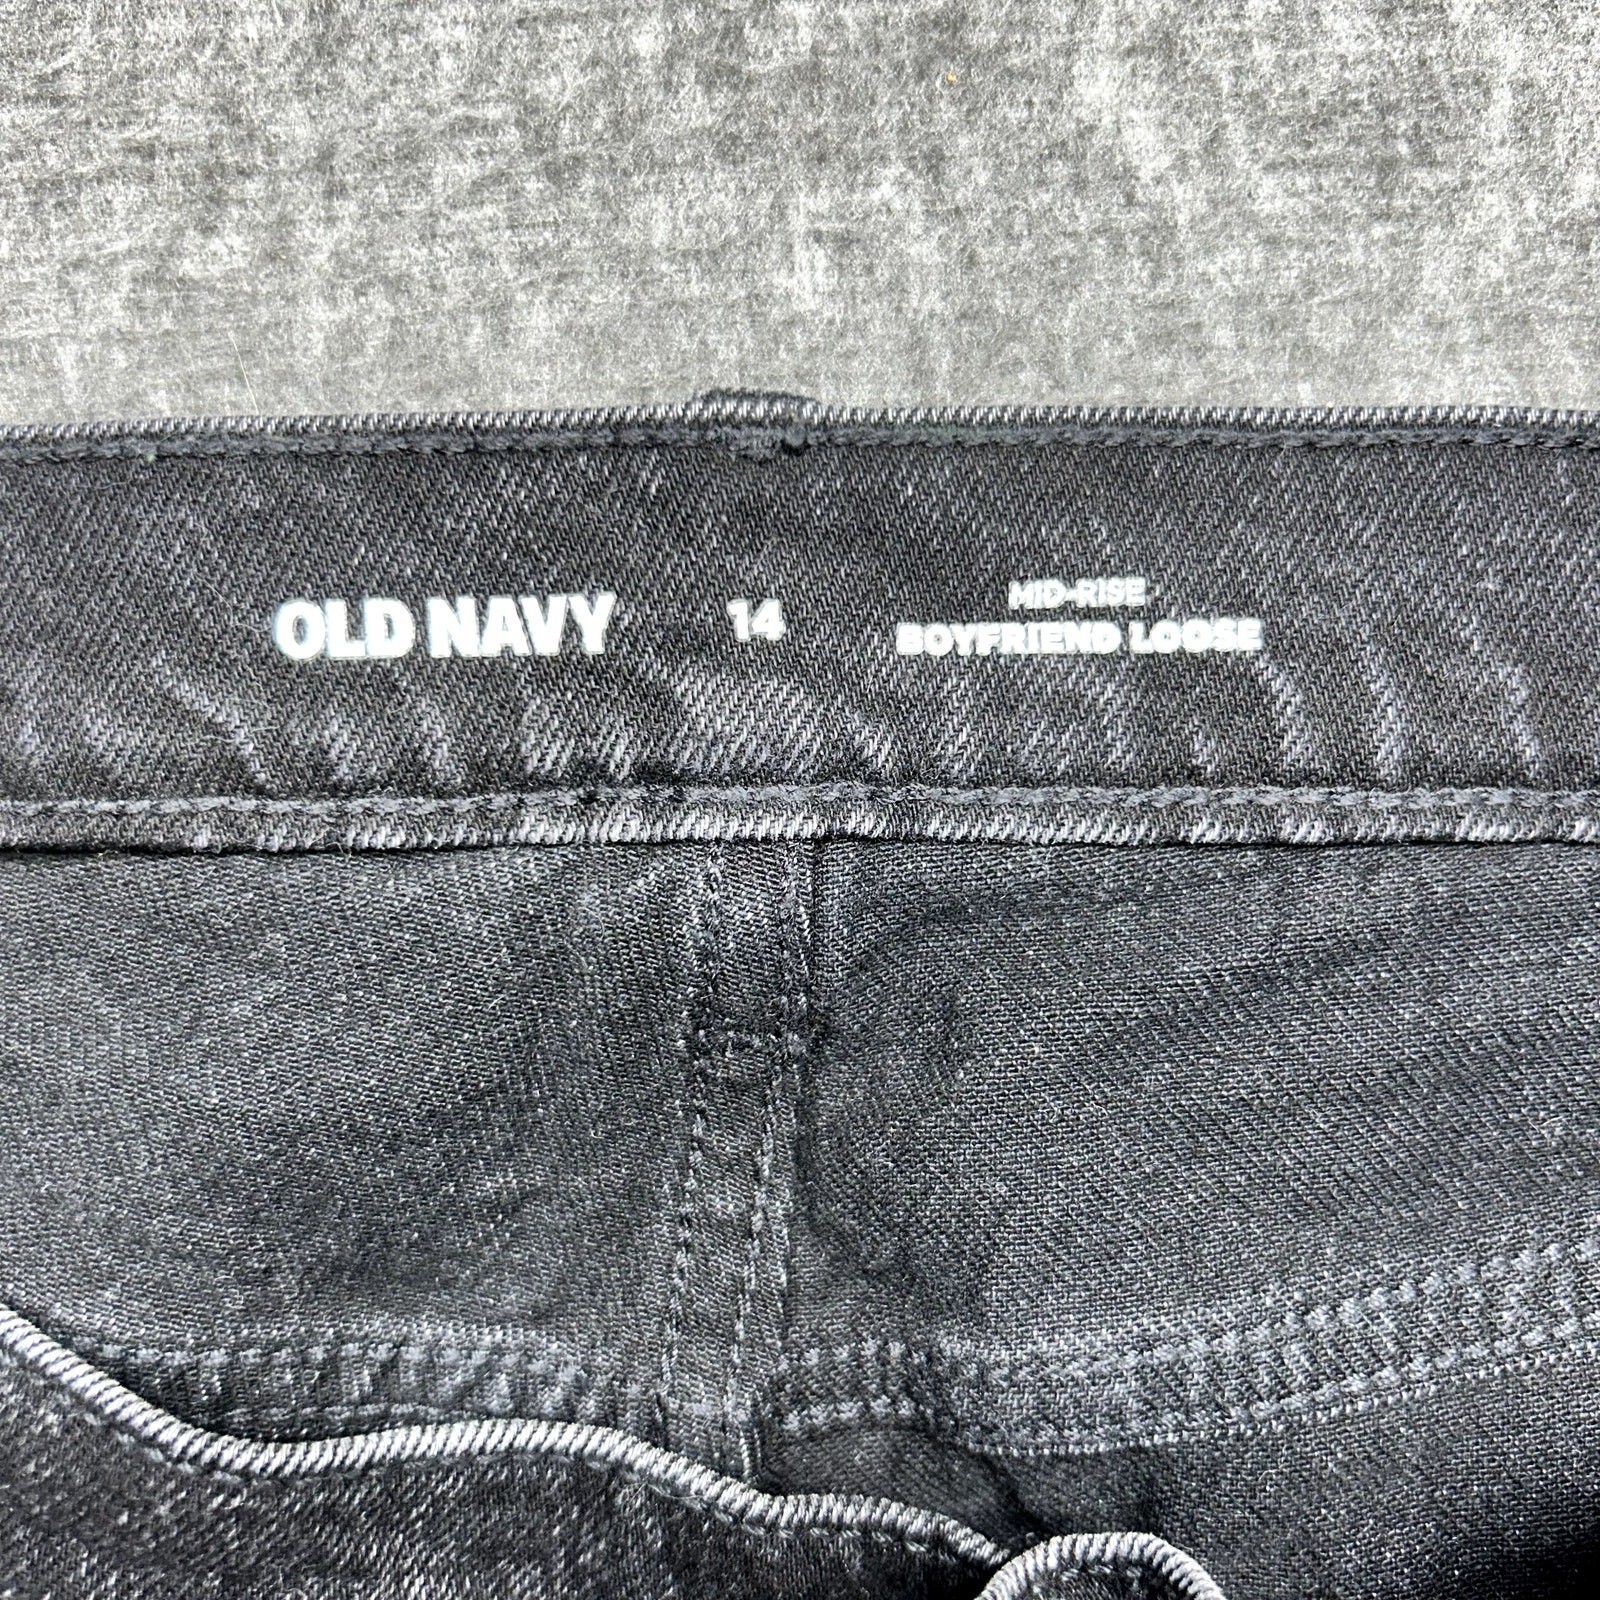 OLD NAVY 14 MID-RISE
BOYFRIEND LOOSE